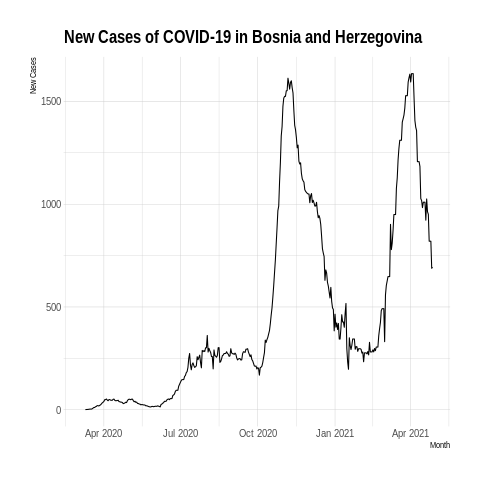 New Cases of COVID-19 in Bosnia and Herzegovina
New Cases
1500
1000
500
0
Apr 2020 Jul 2020 Oct 2020 Jan 2021 Apr 2021
Month